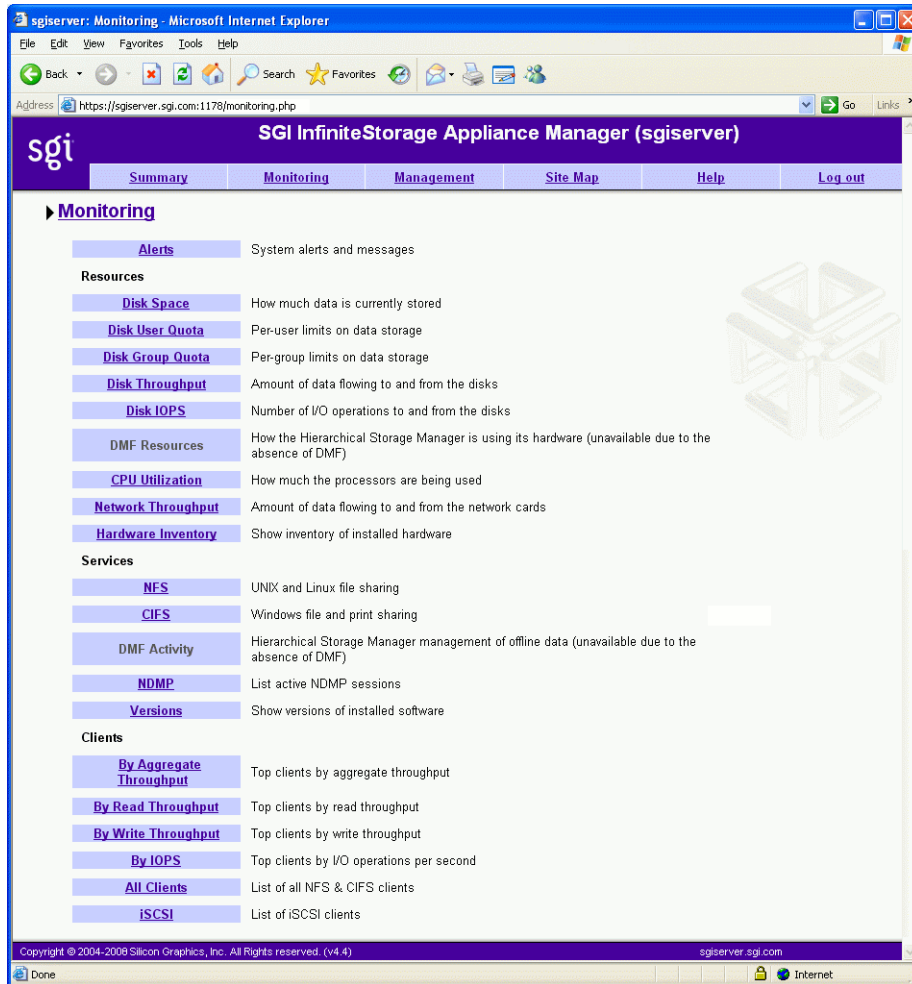 sgiserver: Monitoring - Microsoft Internet Explorer
File Edit View Favorites Tools Help
Back Search Favorites
Address https://sgiserver.sgi.com:1178/monitoring.php Go Links
sgi
SGI InfiniteStorage Appliance Manager (sgiserver)
Summary Monitoring Management Site Map Help Log out
Monitoring
Alerts System alerts and messages
Resources
Disk Space How much data is currently stored
Disk User Quota Per-user limits on data storage
Disk Group Quota Per-group limits on data storage
Disk Throughput Amount of data flowing to and from the disks
Disk IOPS Number of I/O operations to and from the disks
DMF Resources How the Hierarchical Storage Manager is using its hardware (unavailable due to the
absence of DMF)
CPU Utilization How much the processors are being used
Network Throughput Amount of data flowing to and from the network cards
Hardware Inventory Show inventory of installed hardware
Services
NFS UNIX and Linux file sharing
CIFS Windows file and print sharing
DMF Activity Hierarchical Storage Manager management of offline data (unavailable due to the
absence of DMF)
NDMP List active NDMP sessions
Versions Show versions of installed software
Clients
By Aggregate
Throughput Top clients by aggregate throughput
By Read Throughput Top clients by read throughput
By Write Throughput Top clients by write throughput
By IOPS Top clients by I/O operations per second
All Clients List of all NFS & CIFS clients
iSCSI List of iSCSI clients
Copyright © 2004-2006 Silicon Graphics, Inc. All Rights reserved. (v4.4) sgiserver.sgi.com
Done Internet